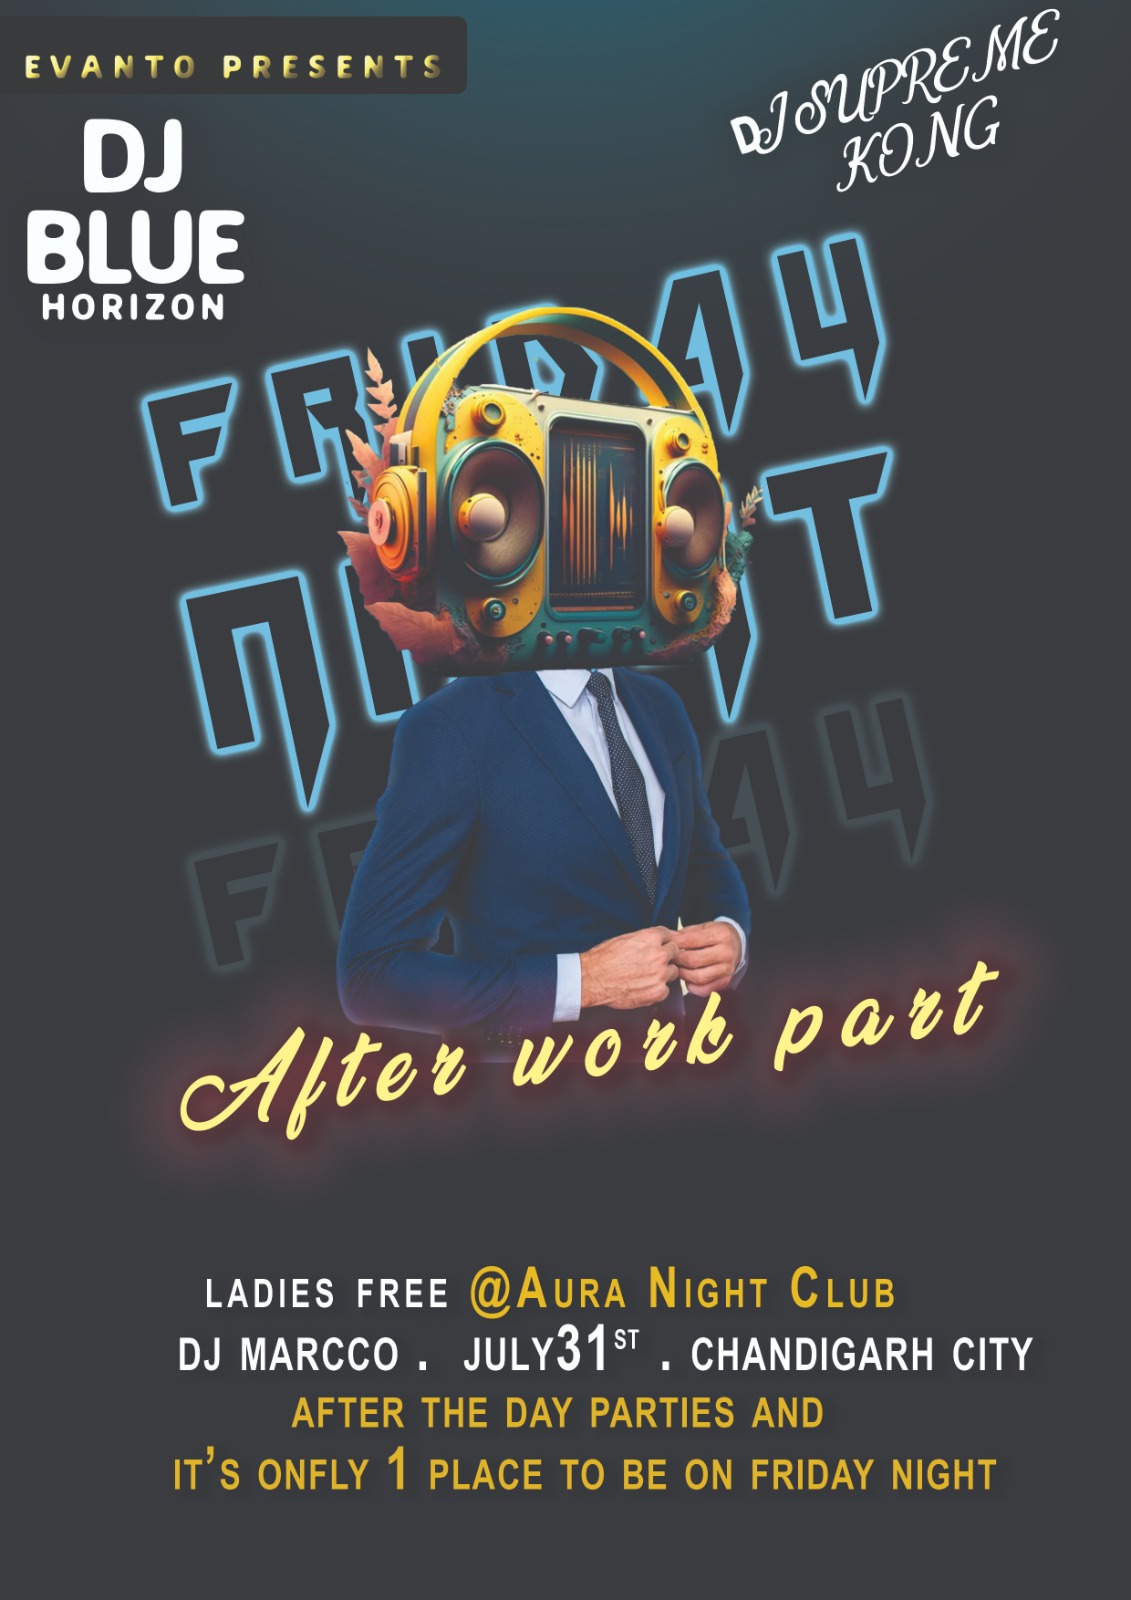 EVANTO PRESENTS
DJ
BLUE
HORIZON
DJ SUPREME
KONG
FRIDAY
NIGHT
FRIDAY
After work part
LADIES FREE @AURA NIGHT CLUB
DJ MARCCO . JULY31ST . CHANDIGARH CITY
AFTER THE DAY PARTIES AND
IT'S ONFLY 1 PLACE TO BE ON FRIDAY NIGHT